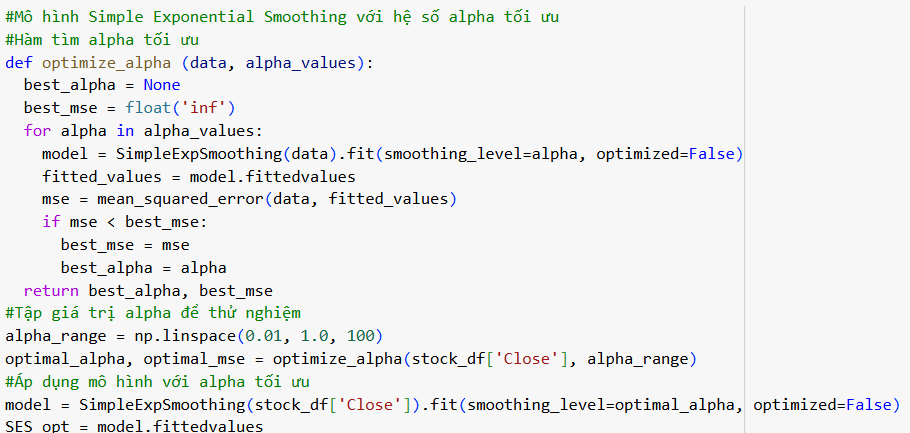 #Mô hình Simple Exponential Smoothing với hệ số alpha tối ưu
#Hàm tìm alpha tối ưu
def optimize_alpha (data, alpha_values):
  best_alpha = None
  best_mse = float('inf')
  for alpha in alpha_values:
    model = SimpleExpSmoothing(data).fit(smoothing_level=alpha, optimized=False)
    fitted_values = model.fittedvalues
    mse = mean_squared_error(data, fitted_values)
    if mse < best_mse:
      best_mse = mse
      best_alpha = alpha
  return best_alpha, best_mse
#Tập giá trị alpha để thử nghiệm
alpha_range = np.linspace(0.01, 1.0, 100)
optimal_alpha, optimal_mse = optimize_alpha(stock_df['Close'], alpha_range)
#Áp dụng mô hình với alpha tối ưu
model = SimpleExpSmoothing(stock_df['Close']).fit(smoothing_level=optimal_alpha, optimized=False)
SES_opt = model.fittedvalues